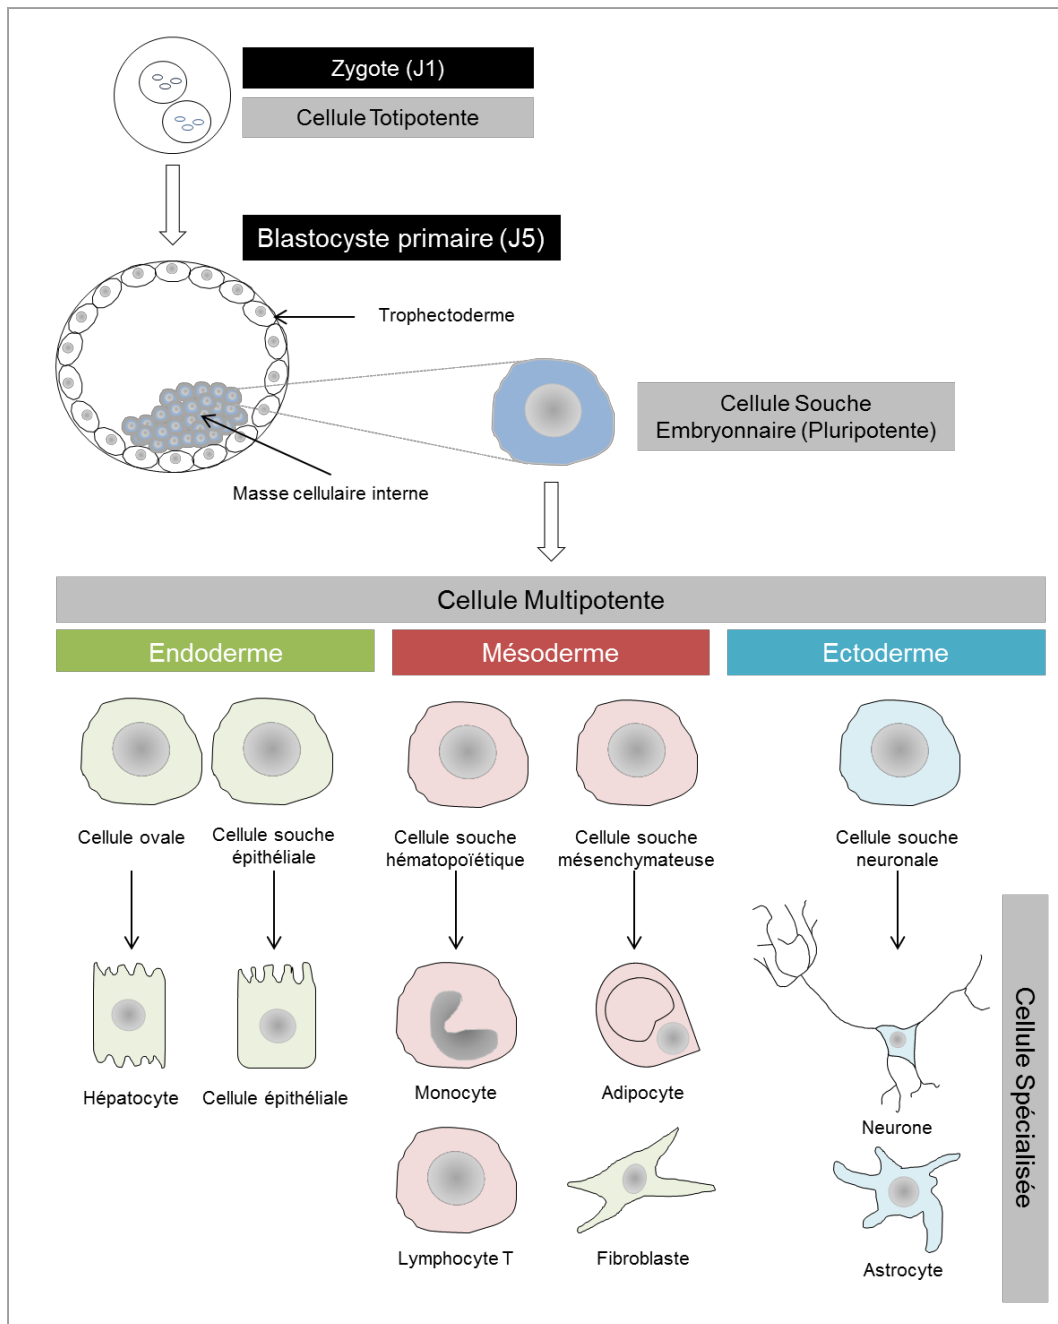 Zygote (J1)
Cellule Totipotente
Blastocyste primaire (J5)
Trophectoderme
Cellule Souche
Embryonnaire (Pluripotente)
Masse cellulaire interne
Cellule Multipotente
Endoderme
Mésoderme
Ectoderme
Cellule ovale
Cellule souche
épithéliale
Cellule souche
hématopoïétique
Cellule souche
mésenchymateuse
Cellule souche
neuronale
Hépatocyte
Cellule épithéliale
Monocyte
Adipocyte
Neurone
Lymphocyte T
Fibroblaste
Astrocyte
Cellule Spécialisée